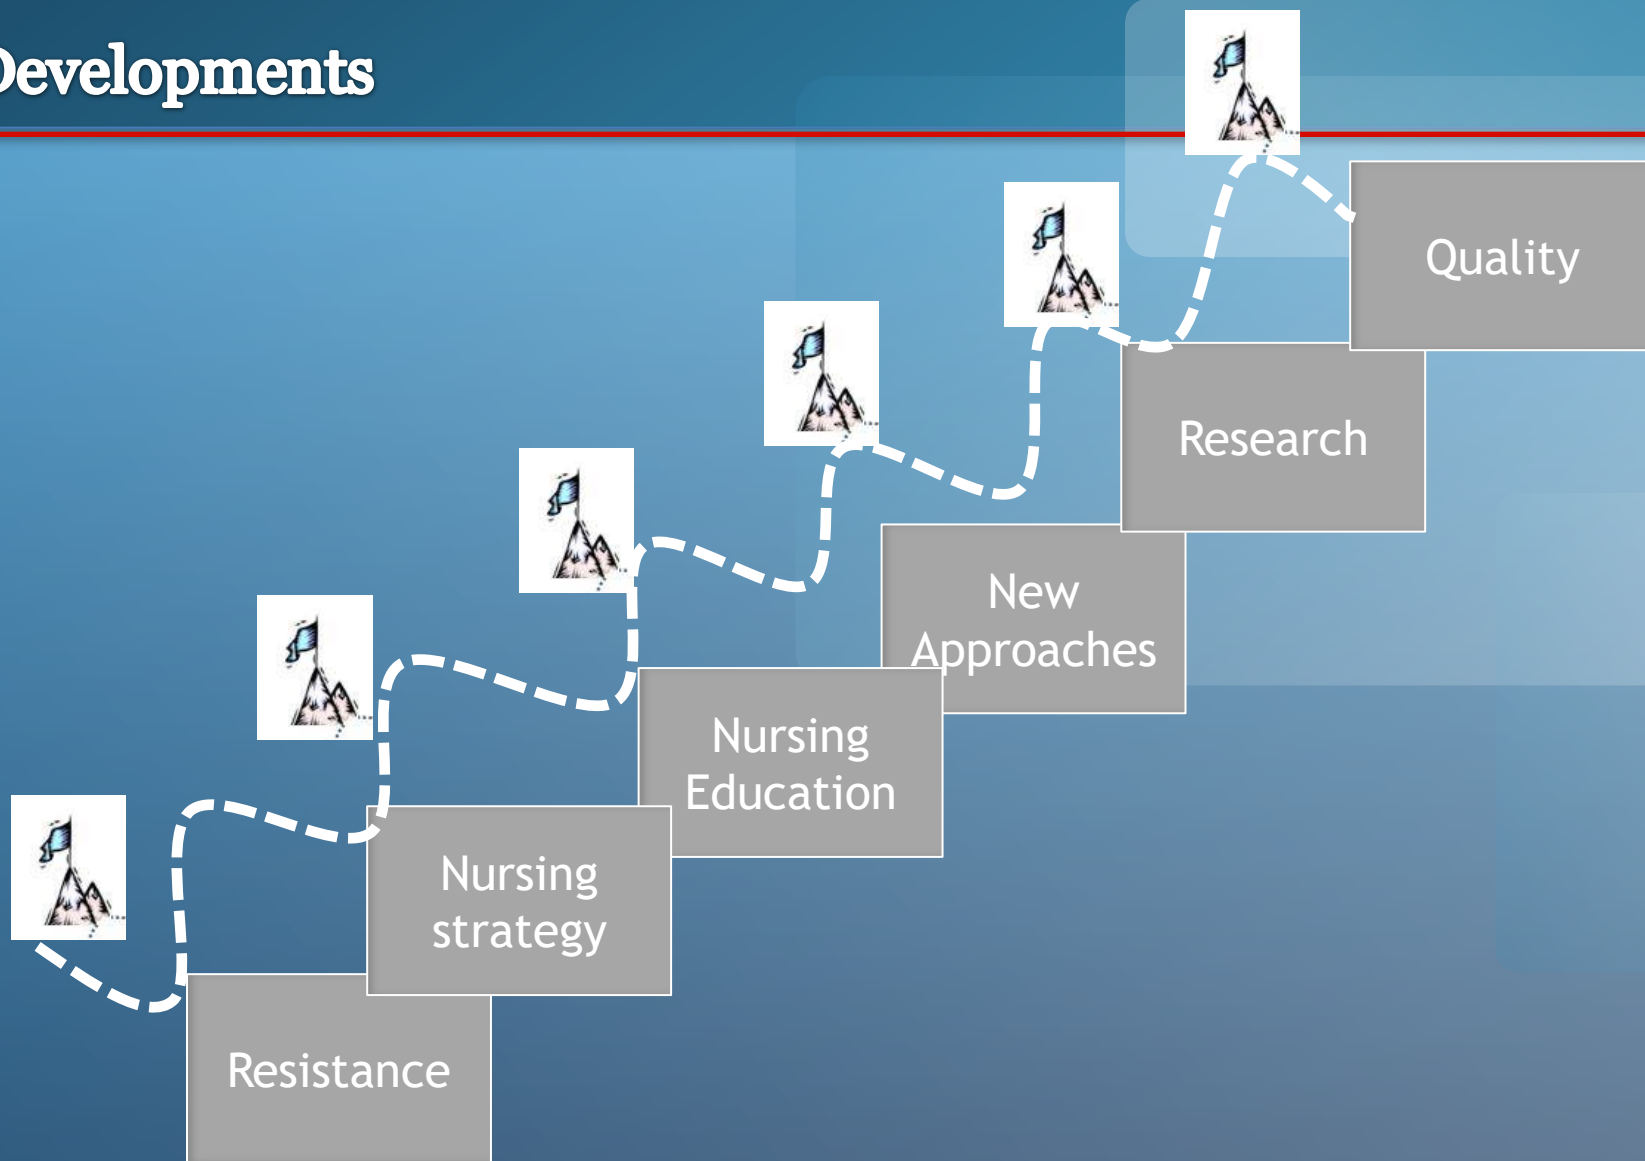 Developments
Quality
Research
New
Approaches
Nursing
Education
Nursing
strategy
Resistance